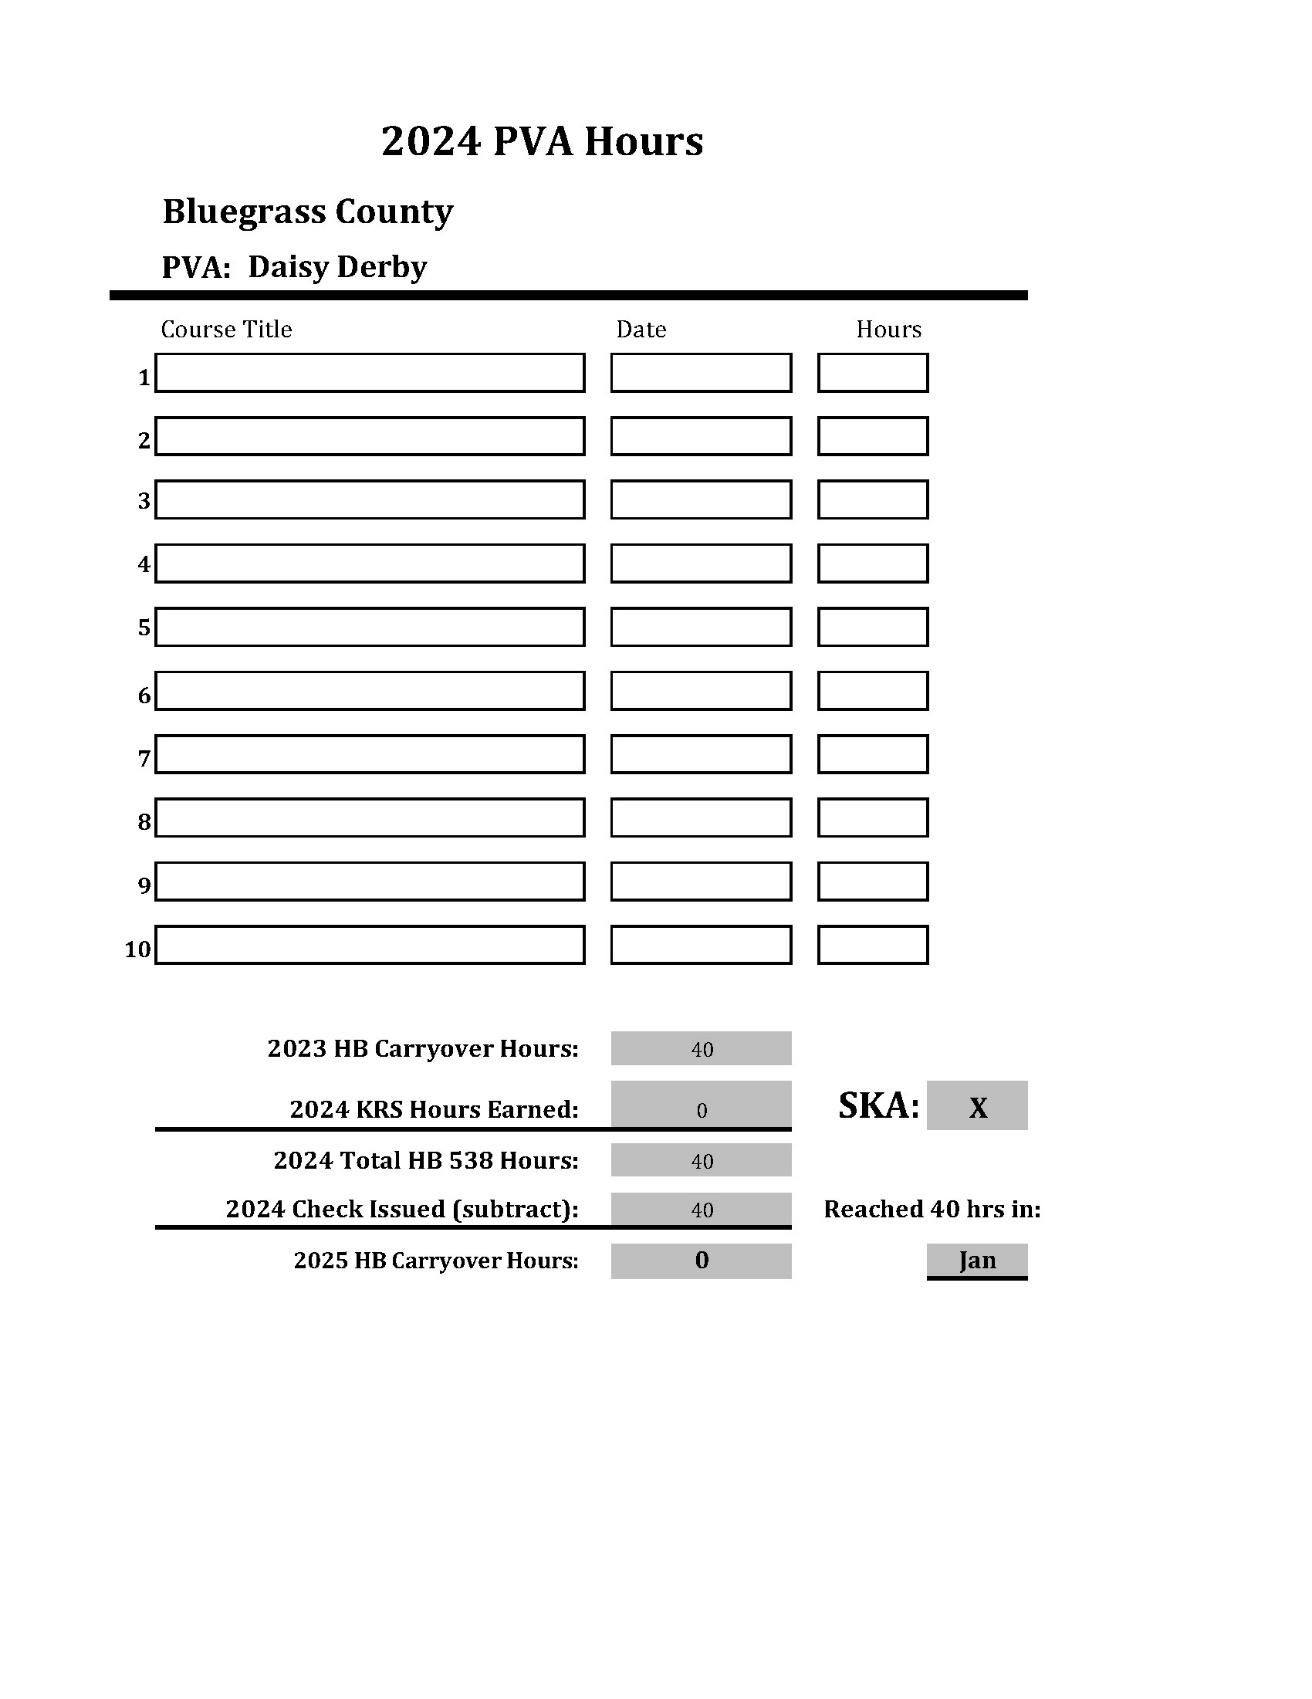 2024 PVA Hours
Bluegrass County
PVA: Daisy Derby
Course Title Date Hours
1
2
3
4
5
6
7
8
9
10
2023 HB Carryover Hours: 40
2024 KRS Hours Earned: 0 SKA: X
2024 Total HB 538 Hours: 40
2024 Check Issued (subtract): 40 Reached 40 hrs in:
2025 HB Carryover Hours: 0 Jan